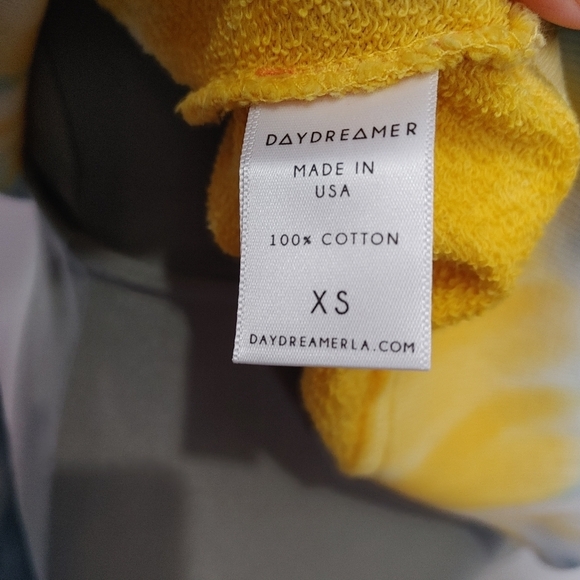 DAYDREAMER
MADE IN
USA
100% COTTON
XS
DAYDREAMERLA.COM